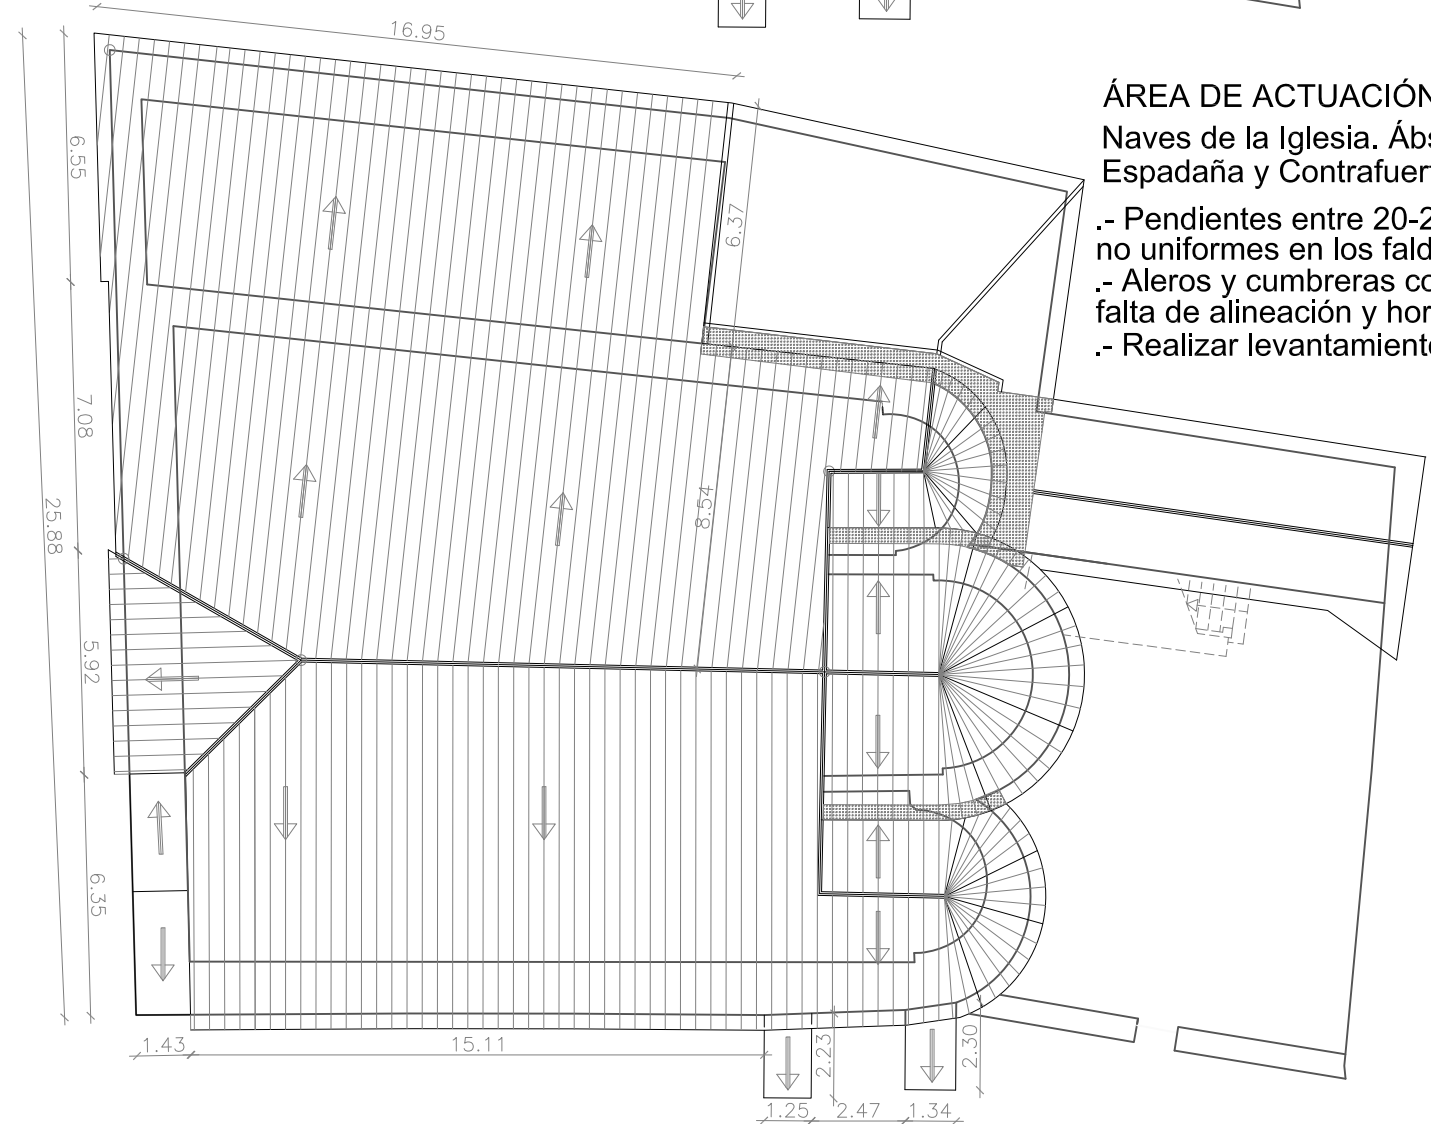 ÁREA DE ACTUACIÓN
Naves de la Iglesia. Ábs
Espadaña y Contrafuer
.- Pendientes entre 20-2
no uniformes en los fald
.- Aleros y cumbreras co
falta de alineación y hor
.- Realizar levantamient
16.95
6.55
6.37
7.08
25.88
8.54
5.92
6.35
1.43
15.11
2.23
2.30
1.25
2.47
1.34